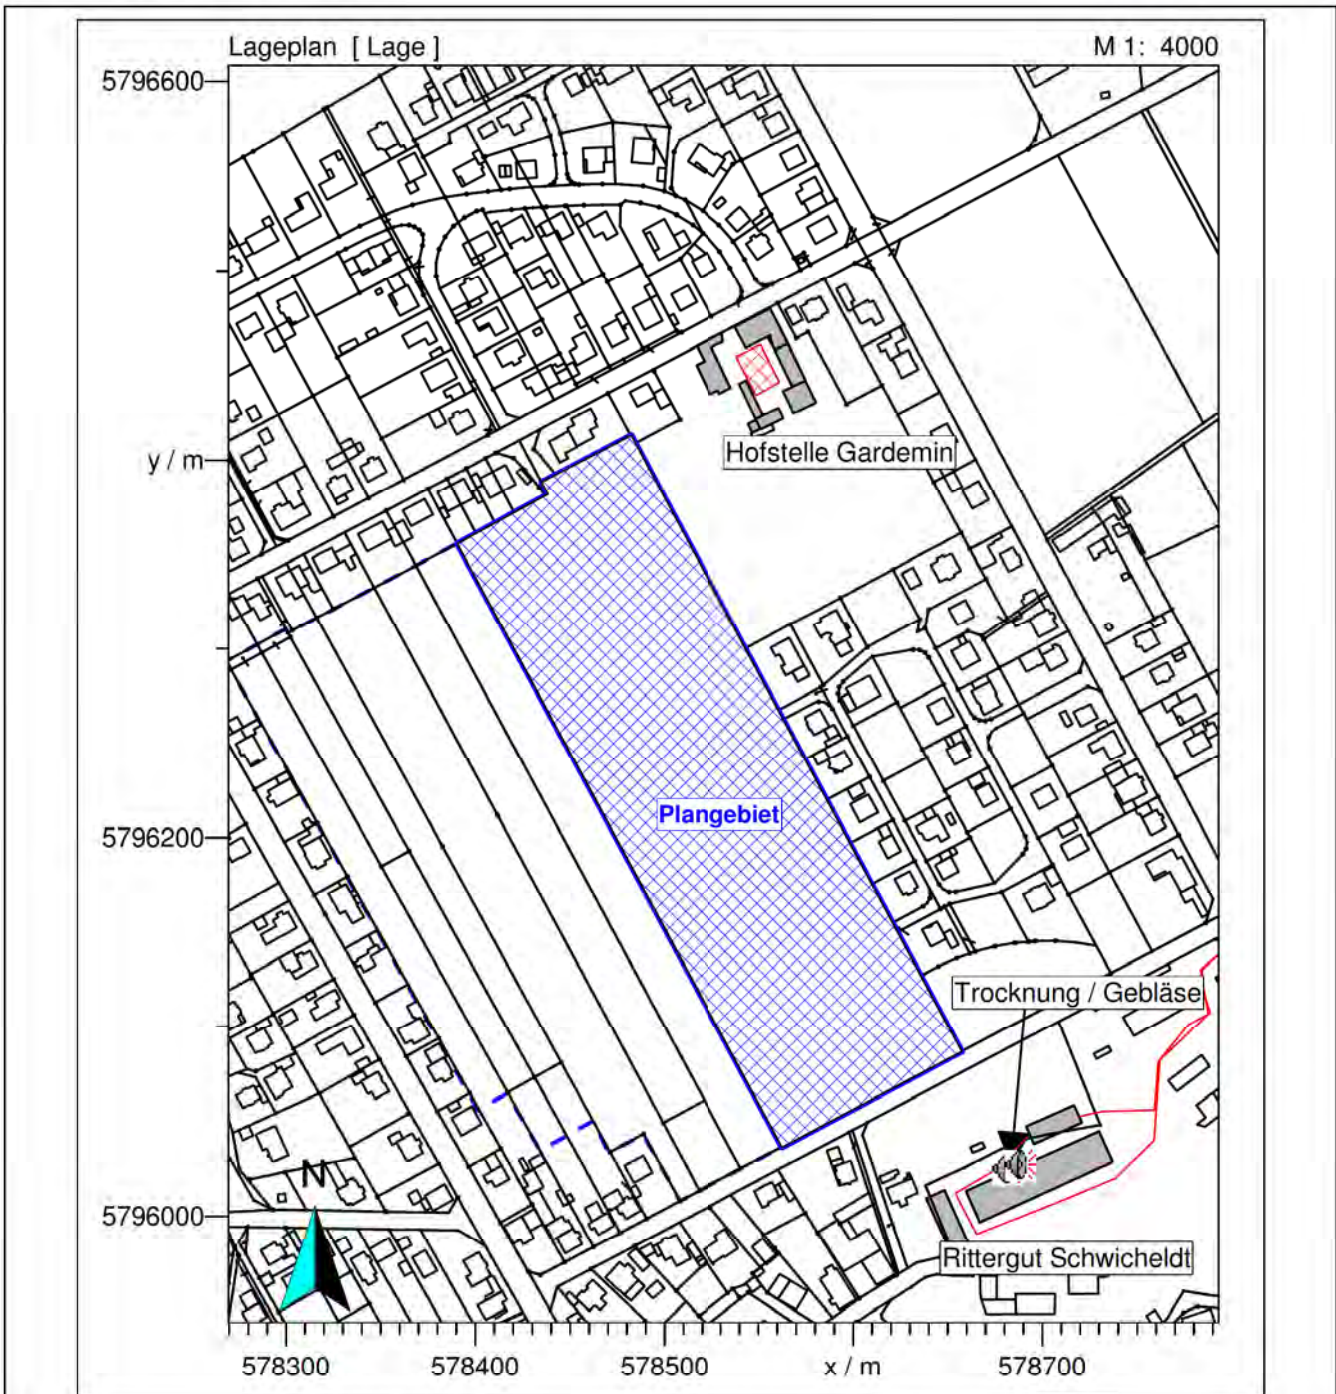 Lageplan [ Lage ]
M 1: 4000
5796600
y / m
Hofstelle Gardemin
Plangebiet
5796200
Trocknung / Gebläse
N
5796000
Rittergut Schwicheldt
578300
578400
578500
x / m
578700